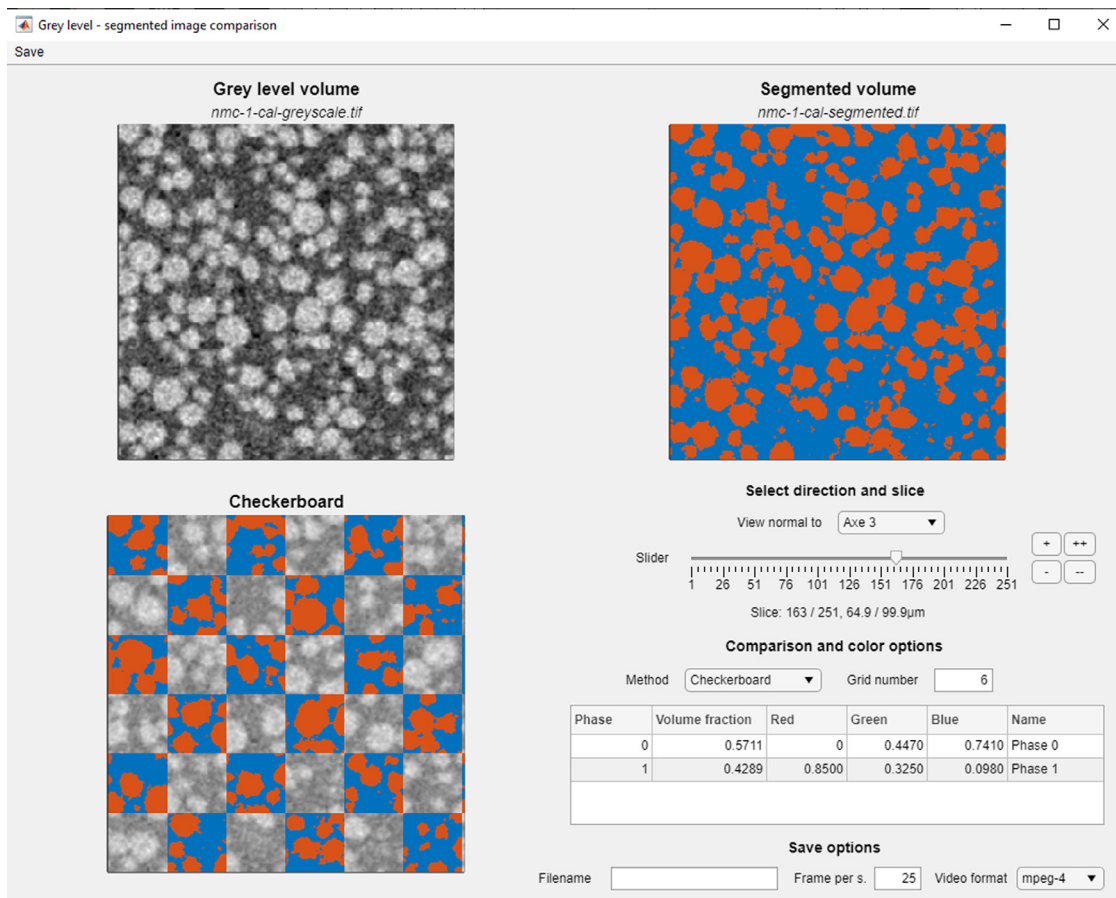 Grey level - segmented image comparison
Save
Grey level volume
nmc-1-cal-greyscale.tif
Segmented volume
nmc-1-cal-segmented.tif
Checkerboard
Select direction and slice
View normal to Axe 3
Slider
+ ++
- --
1 26 51 76 101 126 151 176 201 226 251
Slice: 163 / 251, 64.9 / 99.9µm
Comparison and color options
Method Checkerboard Grid number 6
Phase Volume fraction Red Green Blue Name
0 0.5711 0 0.4470 0.7410 Phase 0
1 0.4289 0.8500 0.3250 0.0980 Phase 1
Save options
Filename Frame per s. 25 Video format mpeg-4